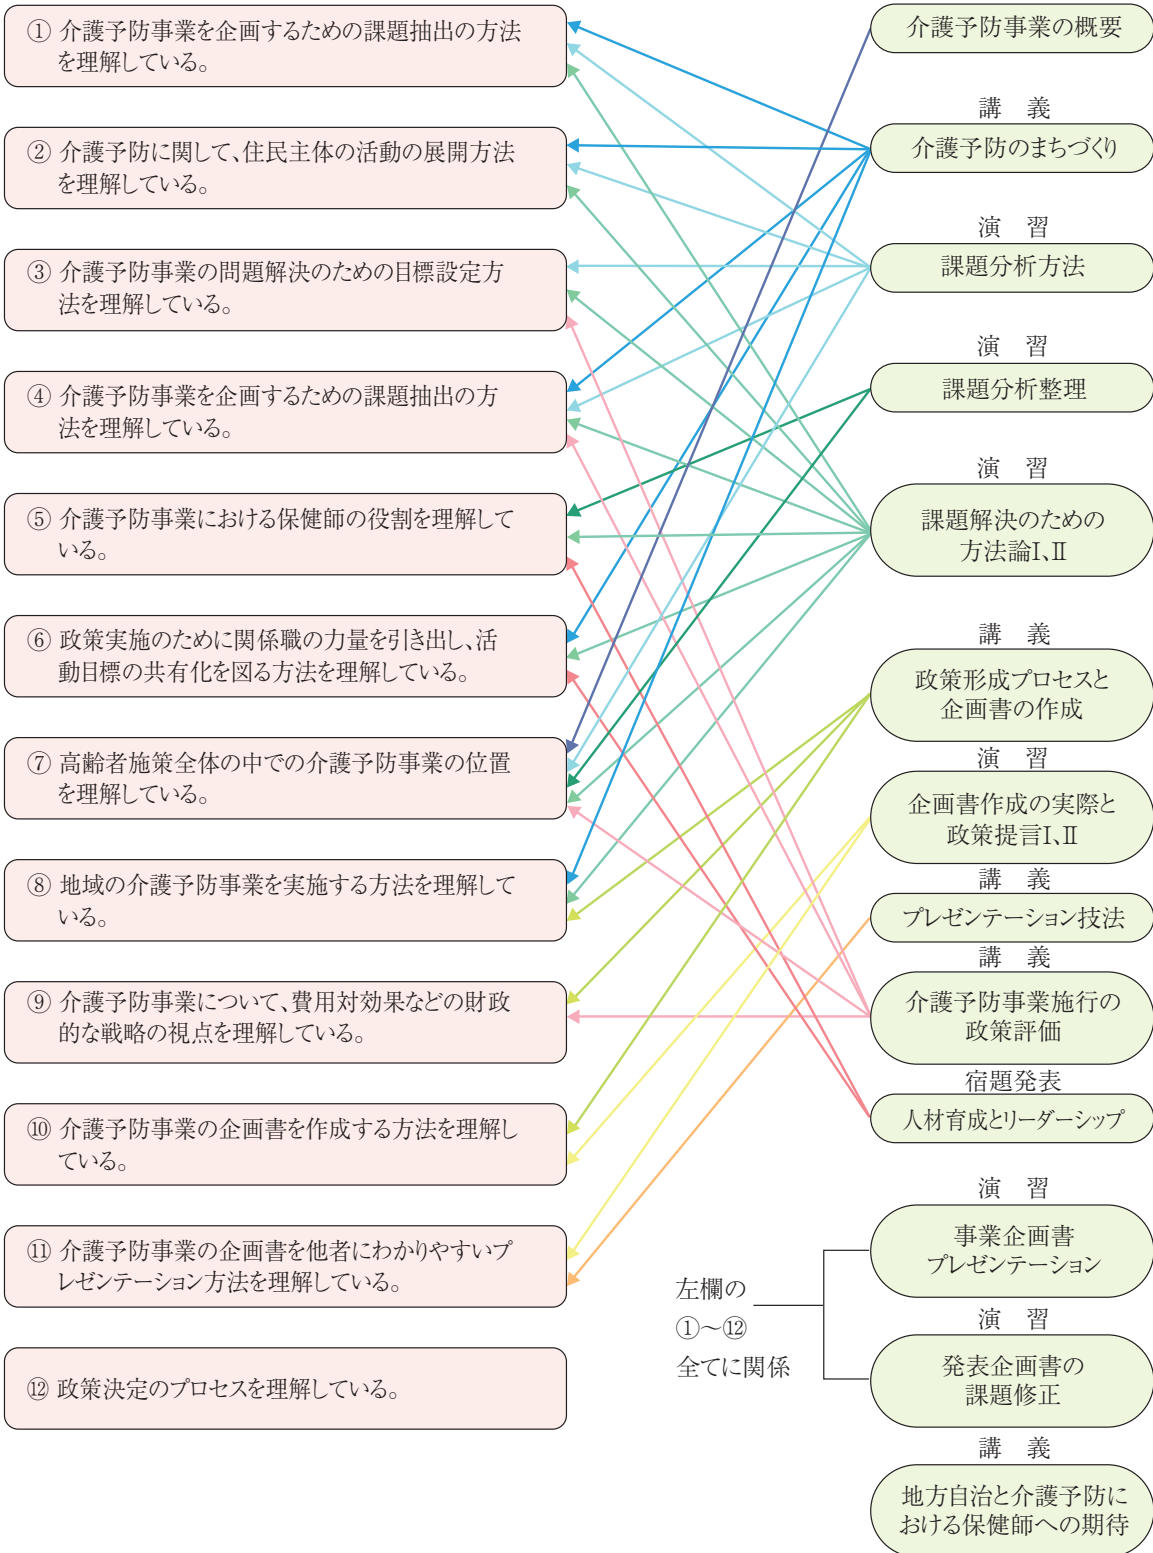 ① 介護予防事業を企画するための課題抽出の方法
を理解している。
② 介護予防に関して、住民主体の活動の展開方法
を理解している。
③ 介護予防事業の問題解決のための目標設定方
法を理解している。
④ 介護予防事業を企画するための課題抽出の方
法を理解している。
⑤ 介護予防事業における保健師の役割を理解して
いる。
⑥ 政策実施のために関係職の力量を引き出し、活
動目標の共有化を図る方法を理解している。
⑦ 高齢者施策全体の中での介護予防事業の位置
を理解している。
⑧ 地域の介護予防事業を実施する方法を理解して
いる。
⑨ 介護予防事業について、費用対効果などの財政
的な戦略の視点を理解している。
⑩ 介護予防事業の企画書を作成する方法を理解し
ている。
⑪ 介護予防事業の企画書を他者にわかりやすいプ
レゼンテーション方法を理解している。
⑫ 政策決定のプロセスを理解している。
介護予防事業の概要
講 義
介護予防のまちづくり
演 習
課題分析方法
演 習
課題分析整理
演 習
課題解決のための
方法論Ⅰ、Ⅱ
講 義
政策形成プロセスと
企画書の作成
演 習
企画書作成の実際と
政策提言Ⅰ、Ⅱ
講 義
プレゼンテーション技法
講 義
介護予防事業施行の
政策評価
宿題発表
人材育成とリーダーシップ
演 習
事業企画書
プレゼンテーション
左欄の
①〜⑫
全てに関係
演 習
発表企画書の
課題修正
講 義
地方自治と介護予防に
おける保健師への期待